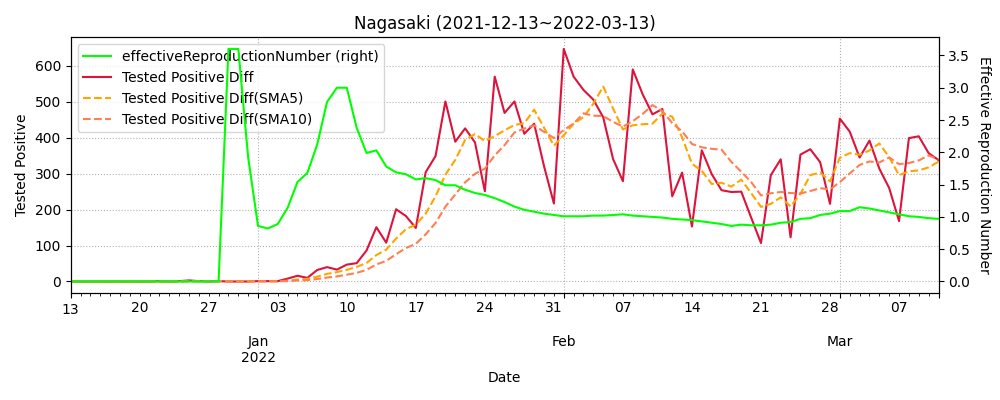 Nagasaki (2021-12-13~2022-03-13)
effectiveReproductionNumber (right)
Tested Positive Diff
Tested Positive Diff(SMA5)
Tested Positive Diff(SMA10)
Tested Positive
600
500
400
300
200
100
0
3.5
3.0
2.5
2.0
1.5
1.0
0.5
0.0
Effective Reproduction Number
13 20 27 03 10 17 24 31 07 14 21 28 07
Jan Feb Mar
2022
Date